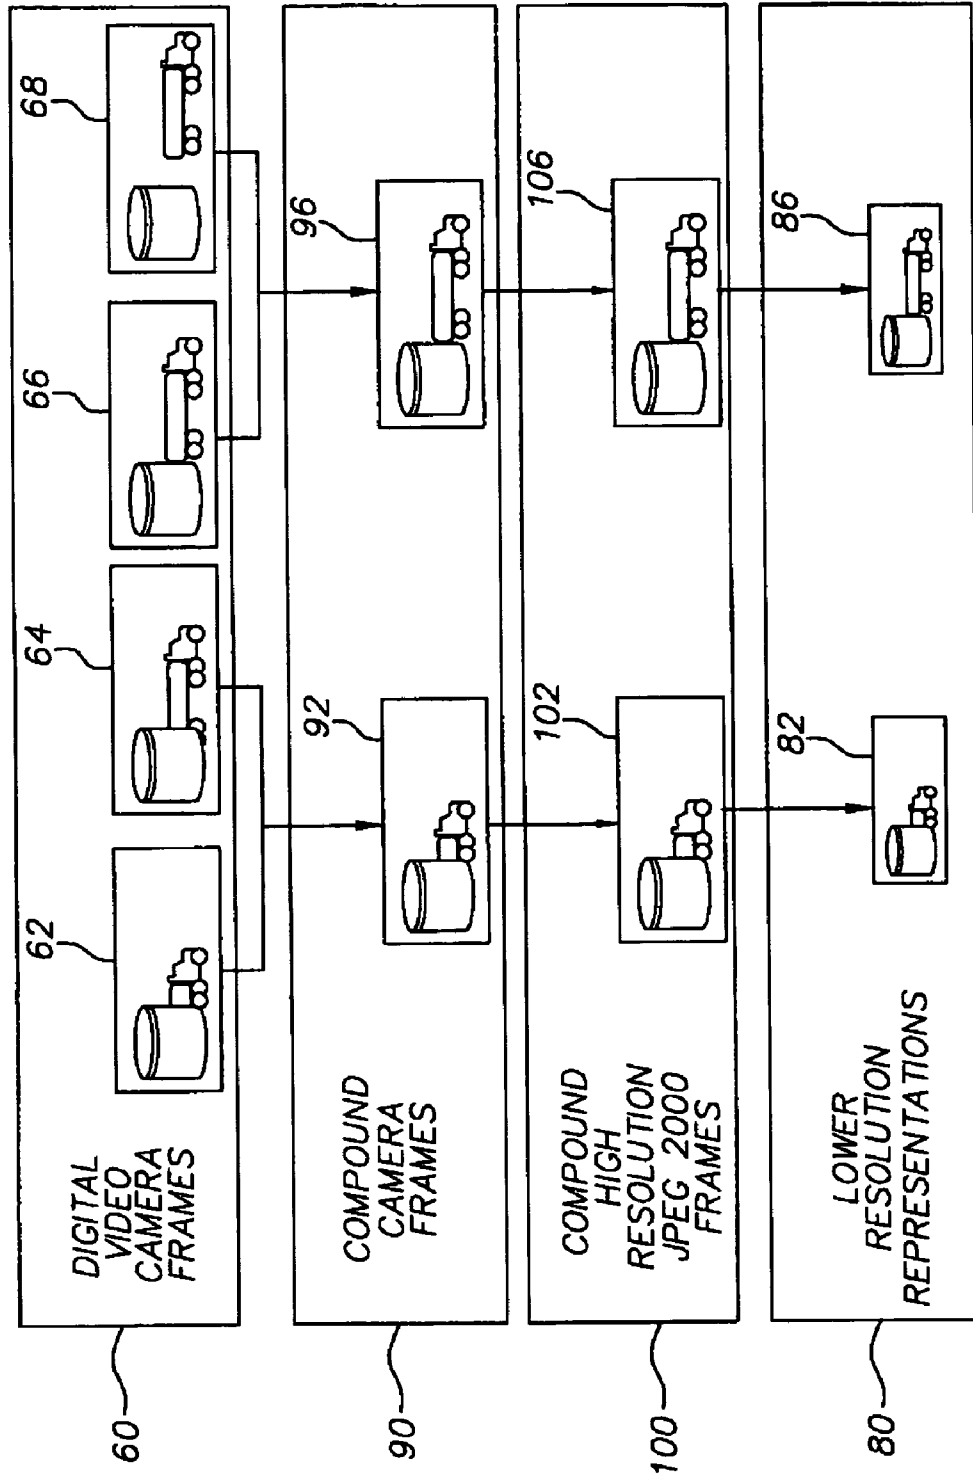 60
DIGITAL
VIDEO
CAMERA
FRAMES
62
64
66
68
90
COMPOUND
CAMERA
FRAMES
92
96
100
COMPOUND
HIGH
RESOLUTION
JPEG 2000
FRAMES
102
106
80
LOWER
RESOLUTION
REPRESENTATIONS
82
86